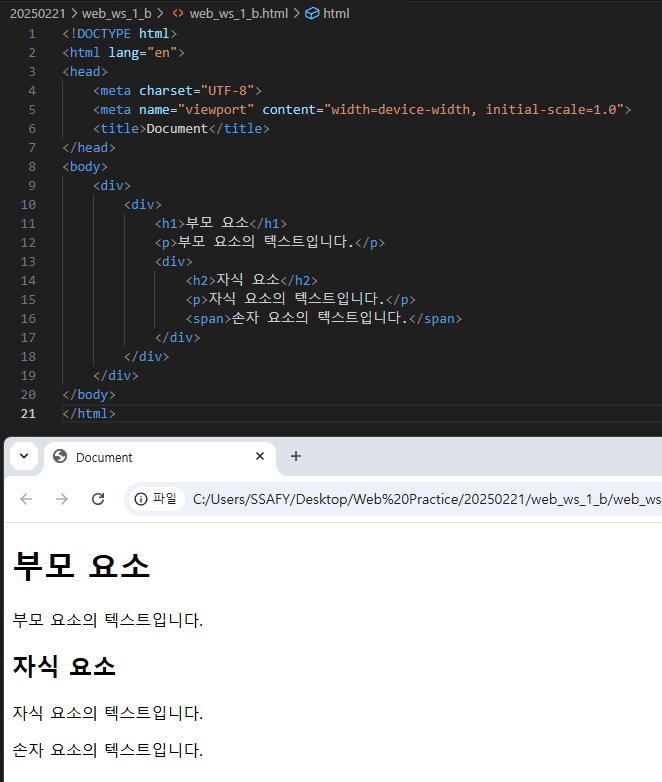 20250221 > web_ws_1_b > <> web_ws_1_b.html > html
1 <!DOCTYPE html>
2 <html lang="en">
3 <head>
4 <meta charset="UTF-8">
5 <meta name="viewport" content="width=device-width, initial-scale=1.0">
6 <title>Document</title>
7 </head>
8 <body>
9 <div>
10 <div>
11 <h1>부모 요소</h1>
12 <p>부모 요소의 텍스트입니다.</p>
13 <div>
14 <h2>자식 요소</h2>
15 <p>자식 요소의 텍스트입니다.</p>
16 <span>손자 요소의 텍스트입니다.</span>
17 </div>
18 </div>
19 </div>
20 </body>
21 </html>
Document
파일 C:/Users/SSAFY/Desktop/Web%20Practice/20250221/web_ws_1_b/web_ws_
부모 요소
부모 요소의 텍스트입니다.
자식 요소
자식 요소의 텍스트입니다.
손자 요소의 텍스트입니다.